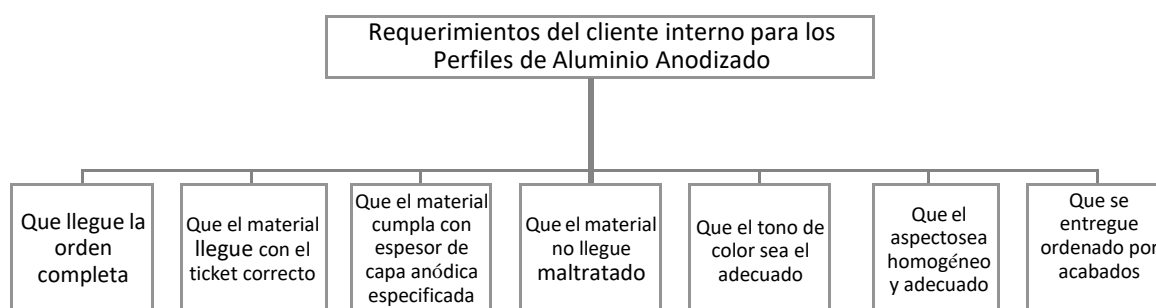 Requerimientos del cliente interno para los
Perfiles de Aluminio Anodizado
Que llegue la
orden
completa
Que el material
llegue con el
ticket correcto
Que el material
cumpla con
espesor de
capa anódica
especificada
Que el material
no llegue
maltratado
Que el tono de
color sea el
adecuado
Que el
aspectosea
homogéneo
y adecuado
Que se
entregue
ordenado por
acabados